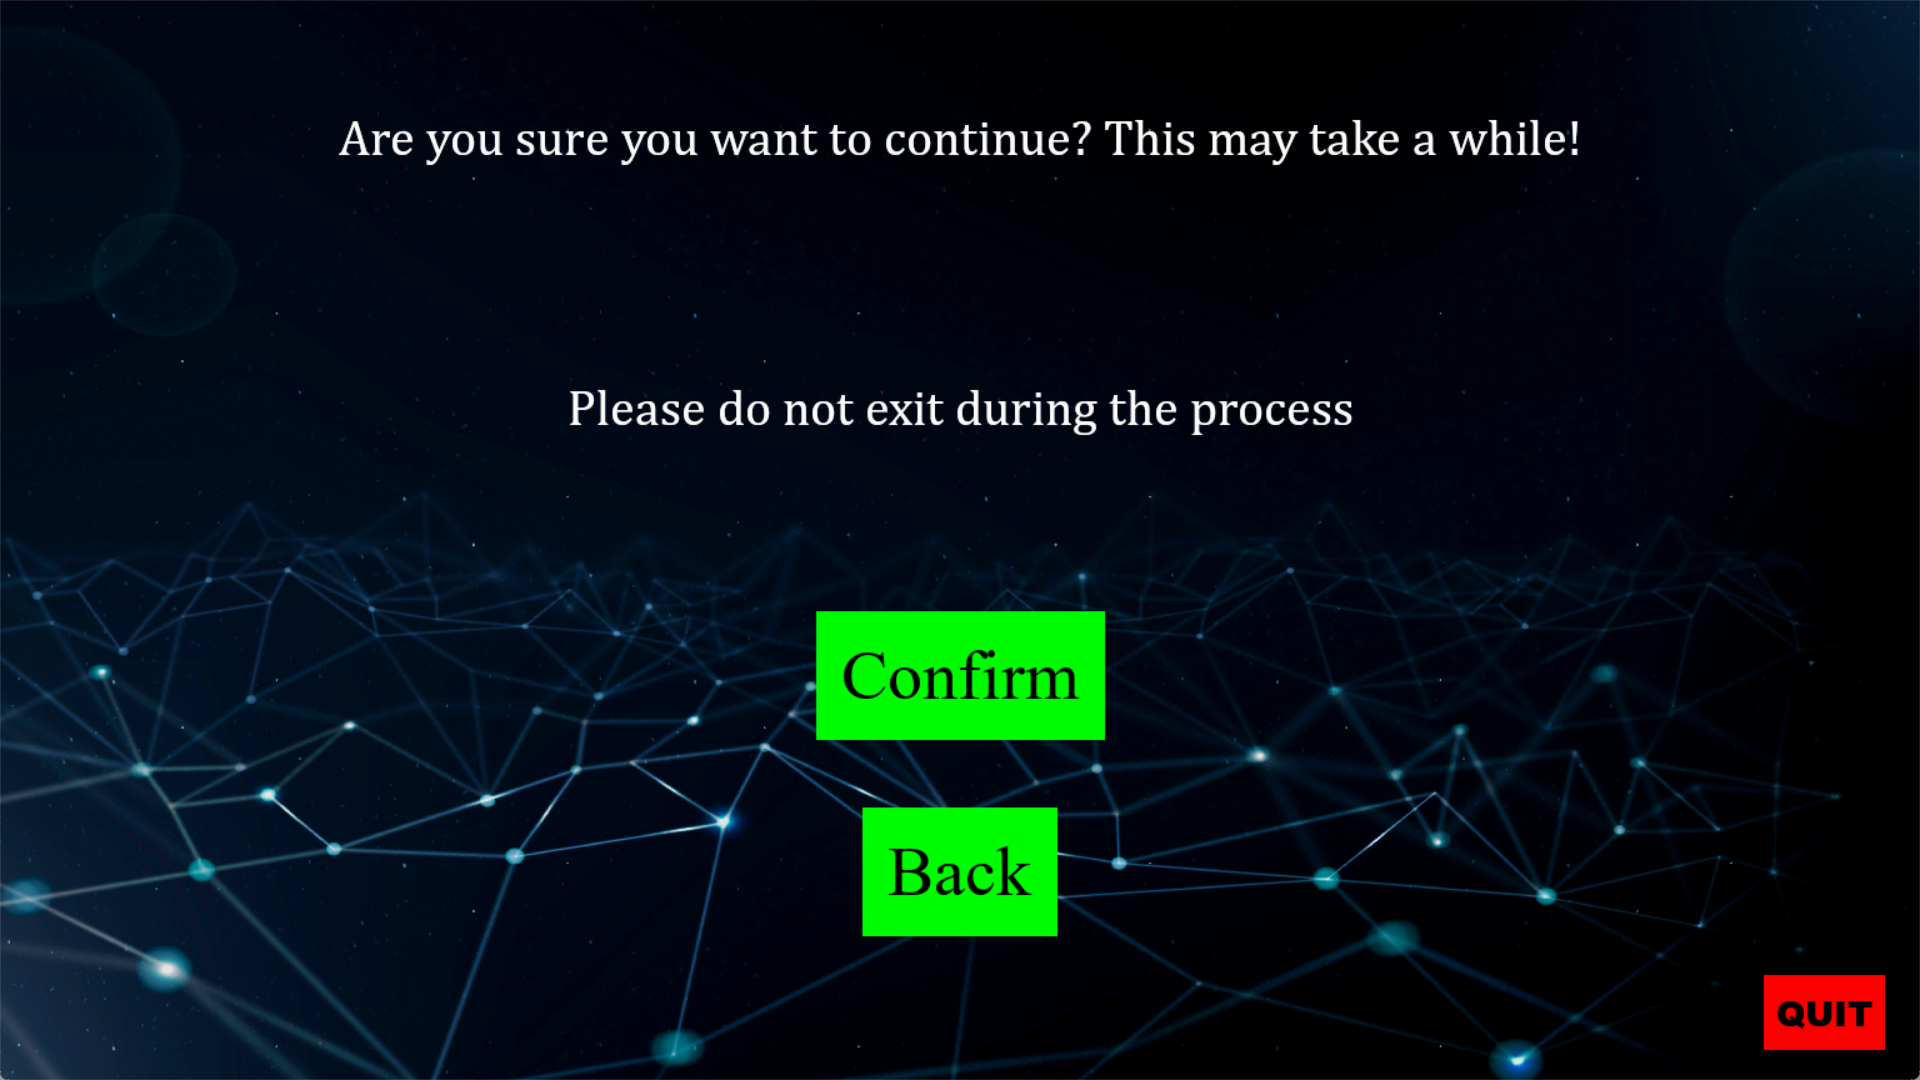 Are you sure you want to continue? This may take a while!
Please do not exit during the process
Confirm
Back
QUIT